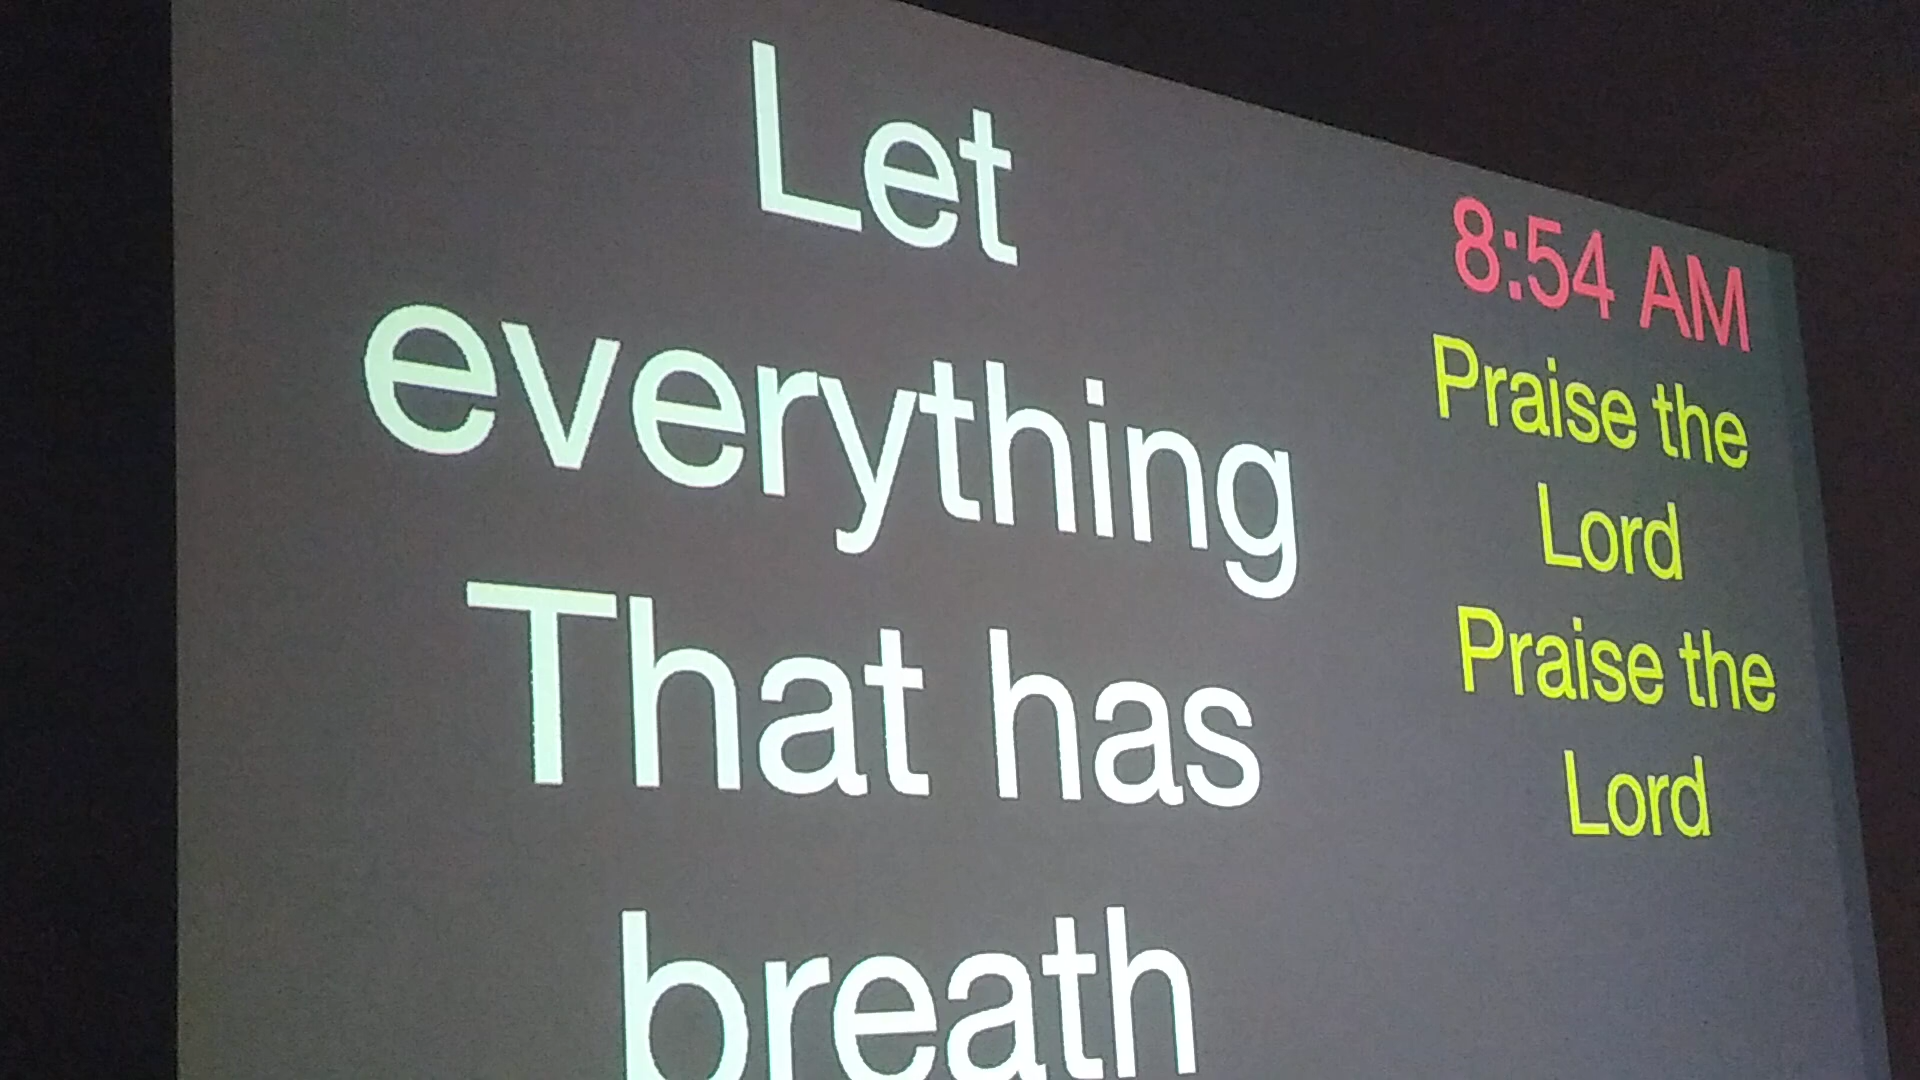 Let
everything
That has
breath
8:54 AM
Praise the
Lord
Praise the
Lord